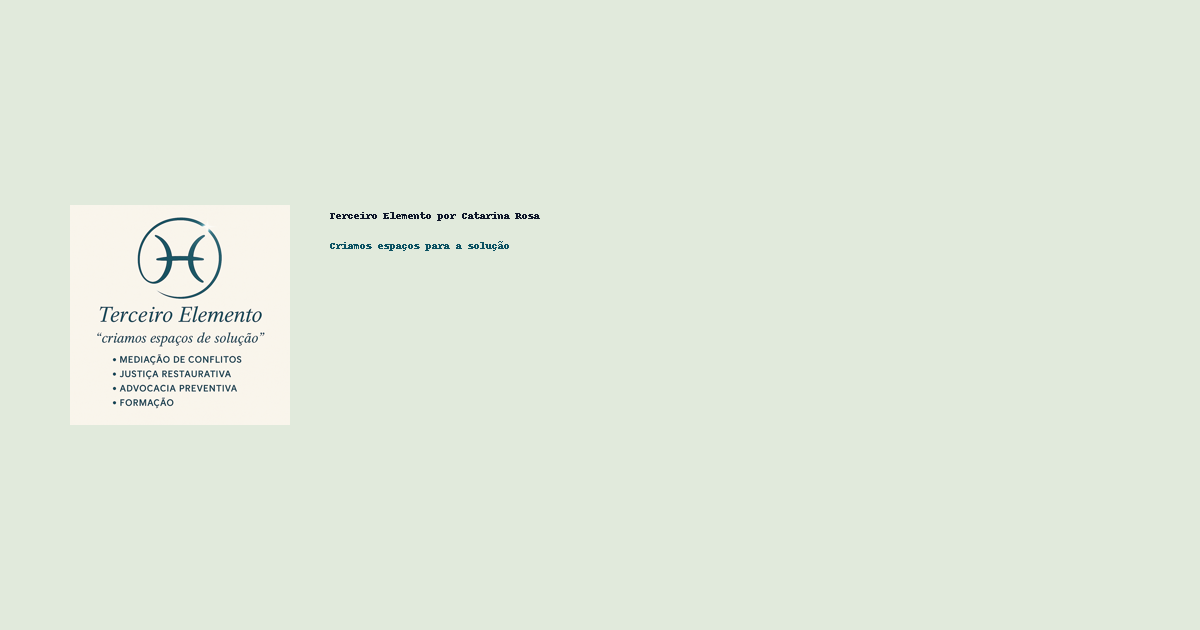 Terceiro Elemento
“criamos espaços de solução”
• MEDIAÇÃO DE CONFLITOS
• JUSTIÇA RESTAURATIVA
• ADVOCACIA PREVENTIVA
• FORMAÇÃO
Terceiro Elemento por Catarina Rosa
Criamos espaços para a solução